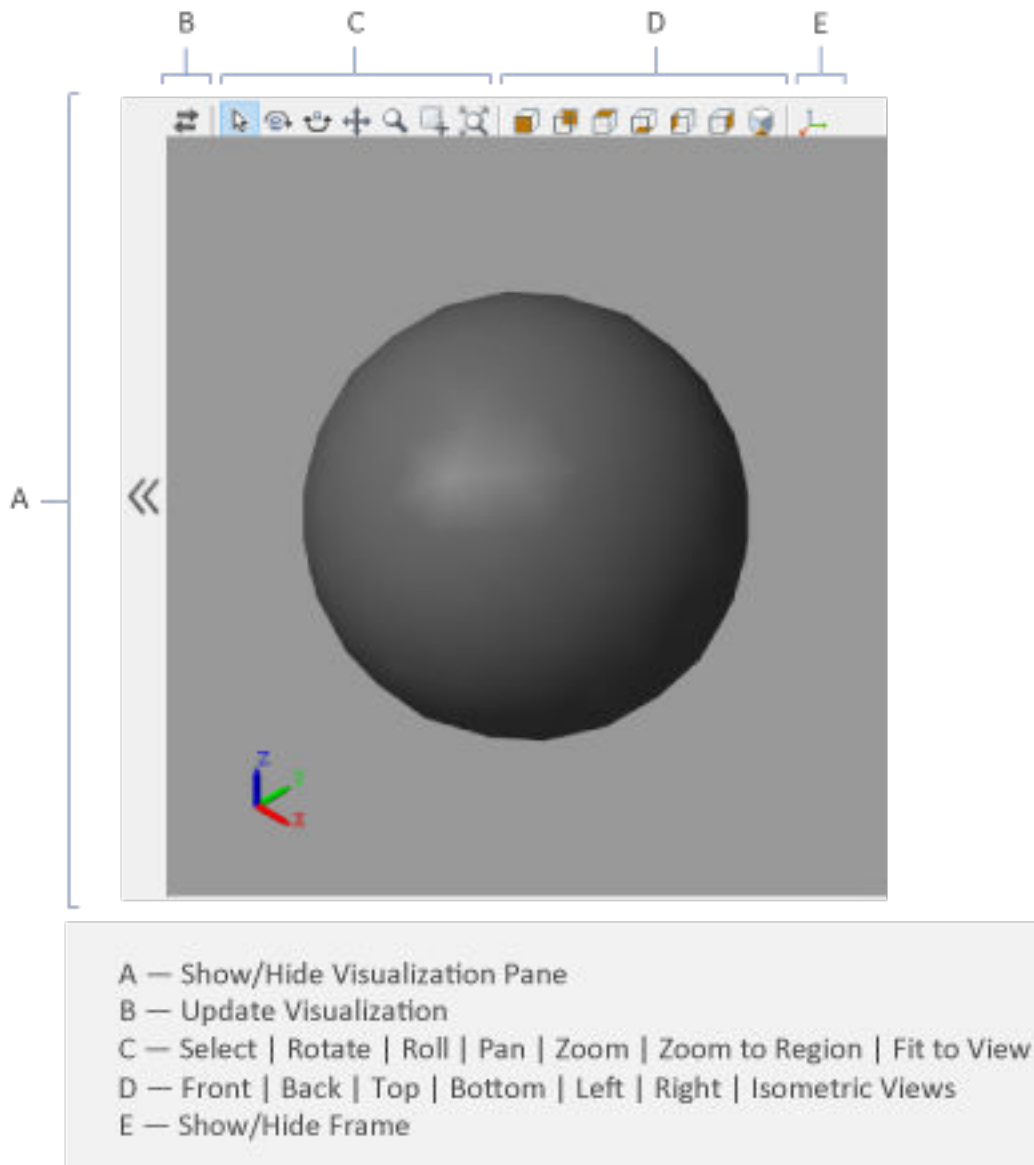 B C D E
A
Z
X
A — Show/Hide Visualization Pane
B — Update Visualization
C — Select | Rotate | Roll | Pan | Zoom | Zoom to Region | Fit to View
D — Front | Back | Top | Bottom | Left | Right | Isometric Views
E — Show/Hide Frame